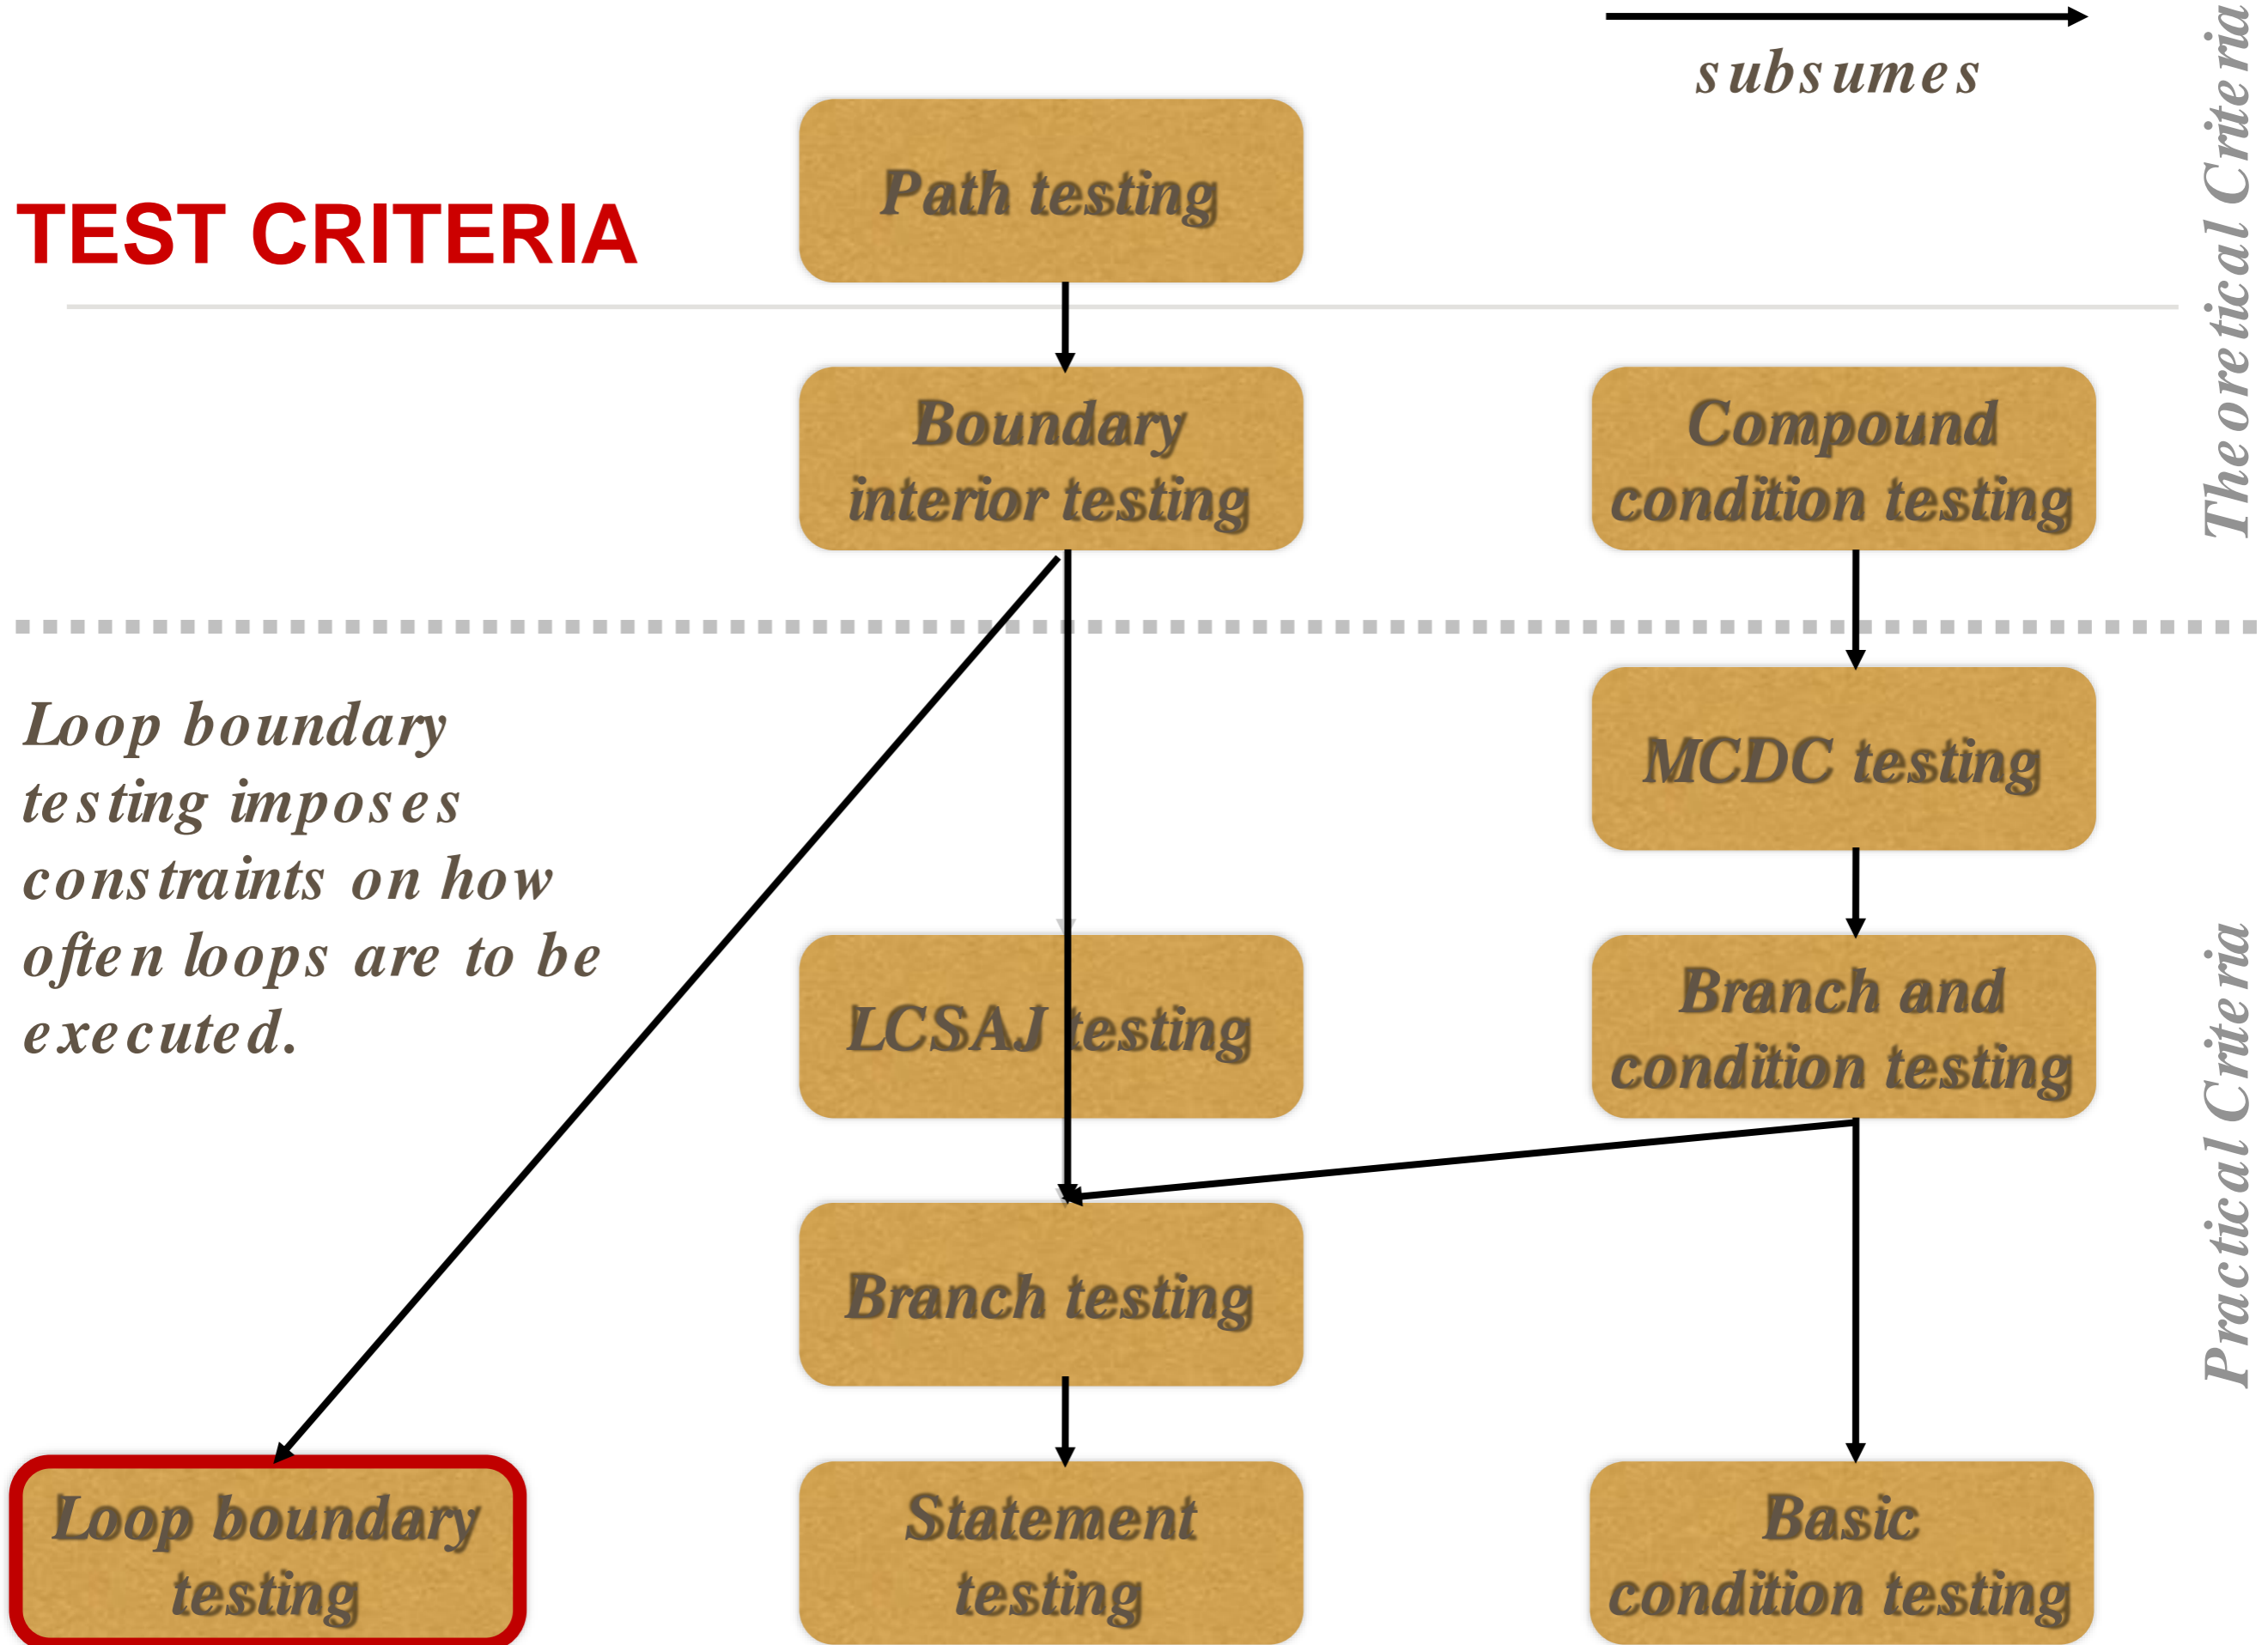 subsumes
Path testing
TEST CRITERIA
Theoretical Criteria
Boundary
interior testing
Compound
condition testing
Loop boundary
testing imposes
constraints on how
often loops are to be
executed.
MCDC testing
Practical Criteria
LCSAJ testing
Branch and
condition testing
Branch testing
Loop boundary
testing
Statement
testing
Basic
condition testing